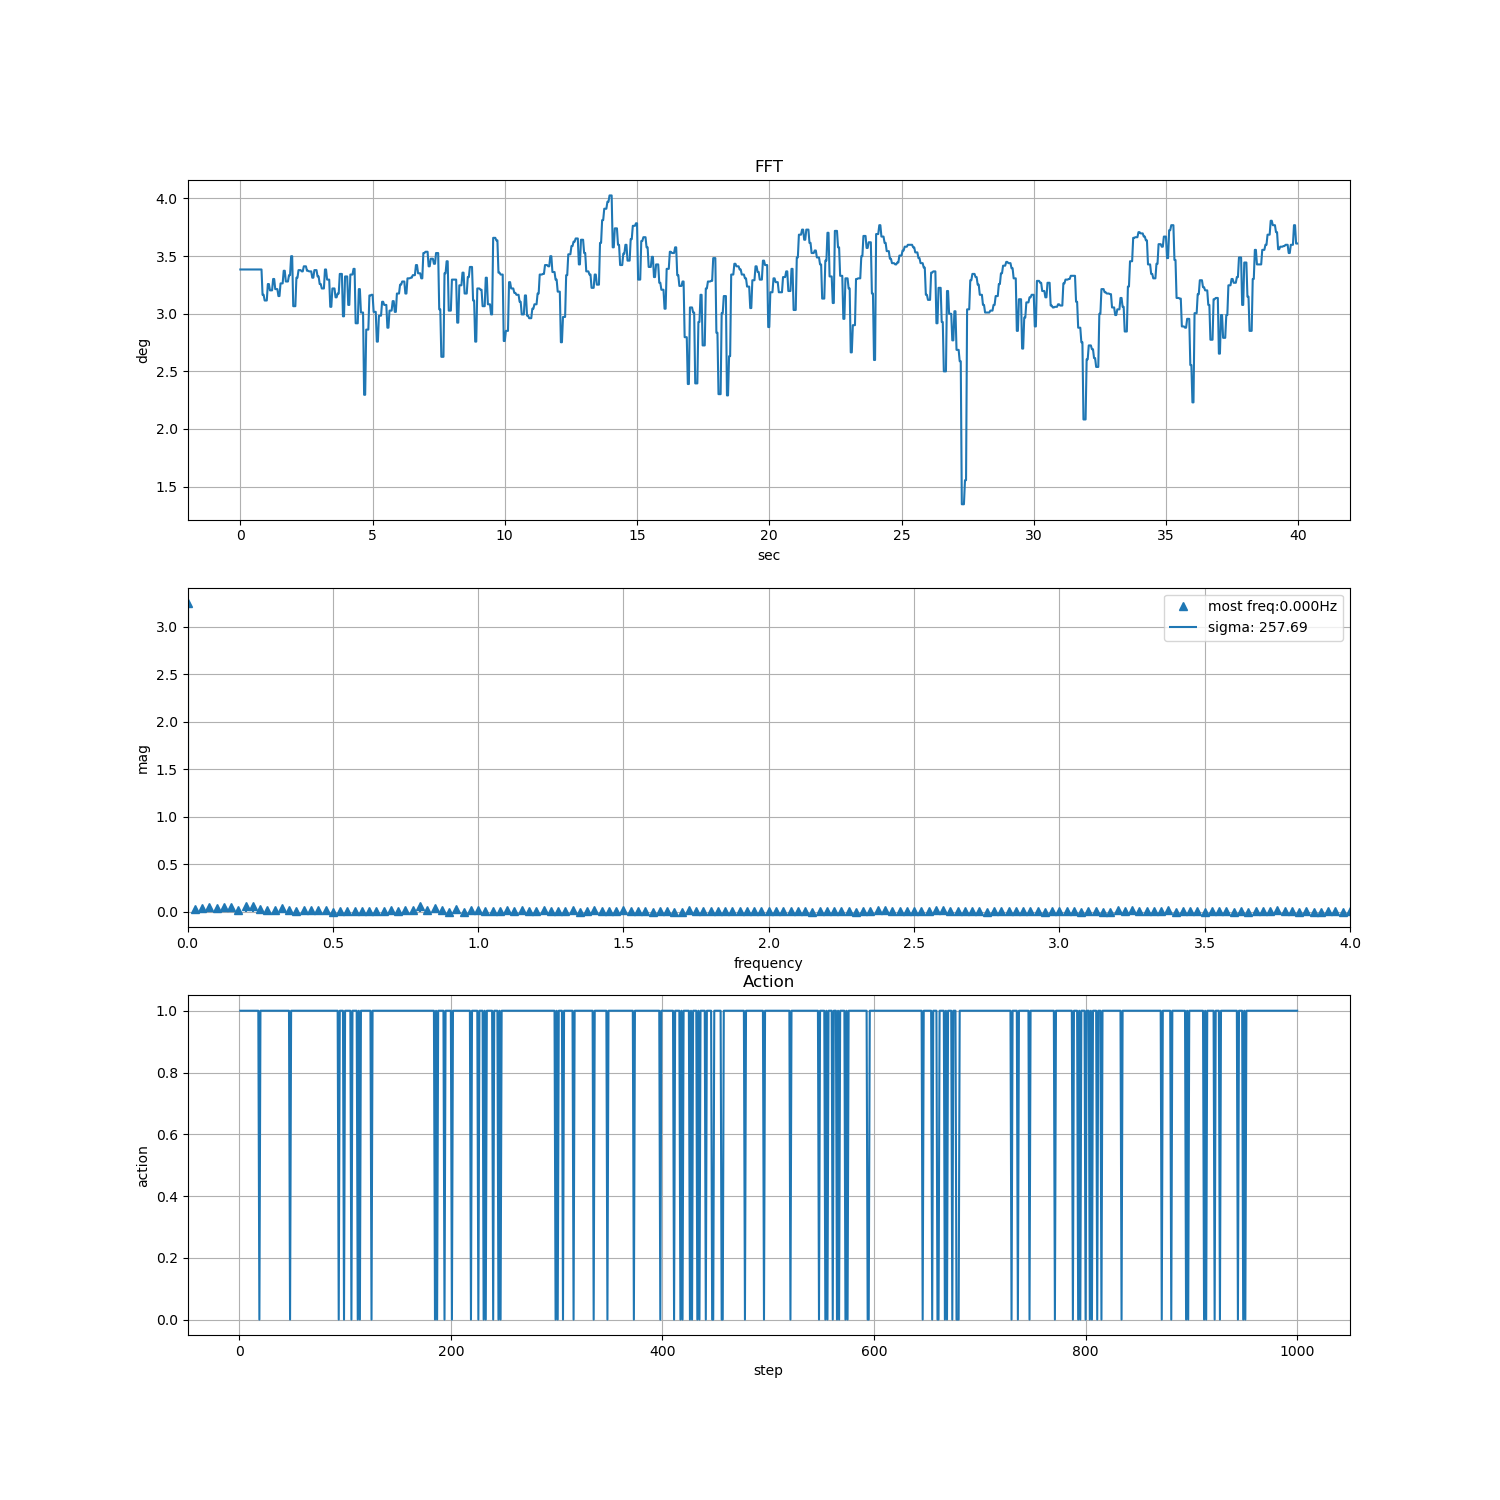 FFT
4.0
3.5
3.0
2.5
2.0
1.5
deg
0 5 10 15 20 25 30 35 40
sec
most freq:0.000Hz
sigma: 257.69
3.0
2.5
2.0
1.5
1.0
0.5
0.0
mag
0.0 0.5 1.0 1.5 2.0 2.5 3.0 3.5 4.0
frequency
Action
1.0
0.8
0.6
0.4
0.2
0.0
action
0 200 400 600 800 1000
step